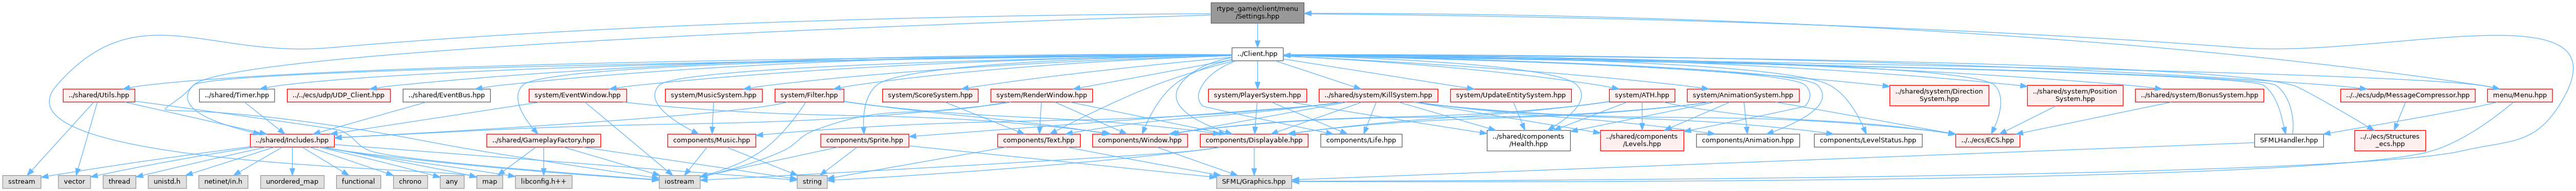 rtype_game/client/menu
/Settings.hpp
../Client.hpp
../shared/Utils.hpp
../shared/Timer.hpp
../../ecs/udp/UDP_Client.hpp
../shared/EventBus.hpp
system/EventWindow.hpp
system/MusicSystem.hpp
system/Filter.hpp
system/ScoreSystem.hpp
system/RenderWindow.hpp
system/PlayerSystem.hpp
../shared/system/KillSystem.hpp
system/UpdateEntitySystem.hpp
system/ATH.hpp
system/AnimationSystem.hpp
../shared/system/Direction
System.hpp
../shared/system/Position
System.hpp
../shared/system/BonusSystem.hpp
../../ecs/udp/MessageCompressor.hpp
menu/Menu.hpp
../shared/Includes.hpp
../shared/GameplayFactory.hpp
components/Music.hpp
components/Sprite.hpp
components/Text.hpp
components/Window.hpp
components/Displayable.hpp
components/Life.hpp
../shared/components
/Health.hpp
../shared/components
/Levels.hpp
components/Animation.hpp
components/LevelStatus.hpp
../../ecs/ECS.hpp
SFMLHandler.hpp
../../ecs/Structures
_ecs.hpp
sstream
vector
thread
unistd.h
netinet/in.h
unordered_map
functional
chrono
any
map
libconfig.h++
iostream
string
SFML/Graphics.hpp